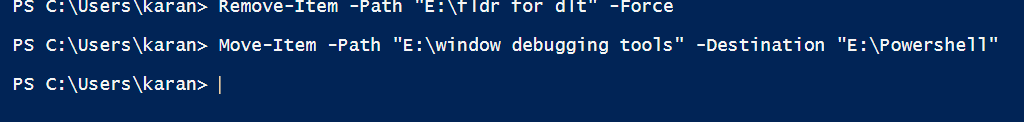 PS C:\Users\karan> Remove-Item -Path "E:\fldr for dlt" -Force
PS C:\Users\karan> Move-Item -Path "E:\window debugging tools" -Destination "E:\Powershell"
PS C:\Users\karan>